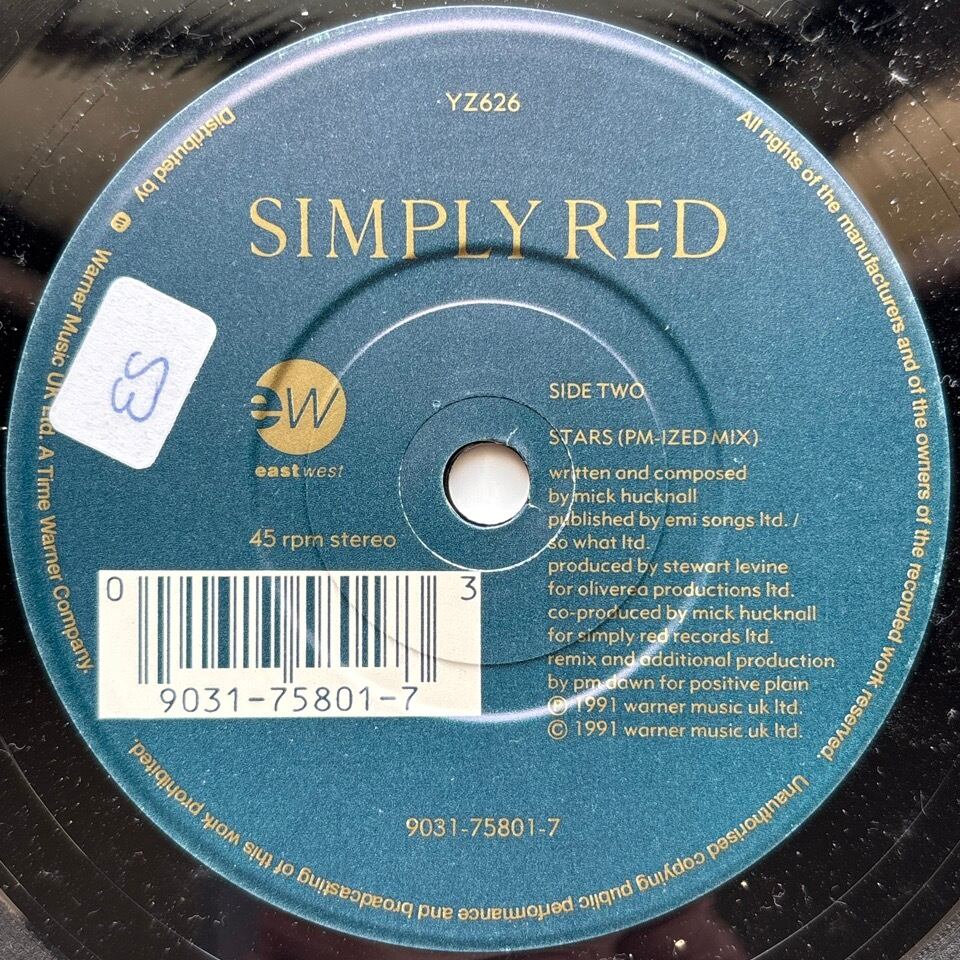 YZ626
SIMPLY RED
ew
eastwest
45 rpm stereo
SIDE TWO
STARS (PM-IZED MIX)
written and composed
by mick hucknall
published by emi songs ltd. /
so what ltd.
produced by stewart levine
for oliverea productions ltd.
co-produced by mick hucknall
for simply red records ltd.
remix and additional production
by pm dawn for positive plain
℗ 1991 warner music uk ltd.
© 1991 warner music uk ltd.
0 3
9031-75801-7
9031-75801-7
All rights of the manufacturers and of the owners of the recorded work reserved. Unauthorised copying public performance and broadcasting of this work prohibited.
Distributed by Warner Music UK Ltd. A Time Warner Company.